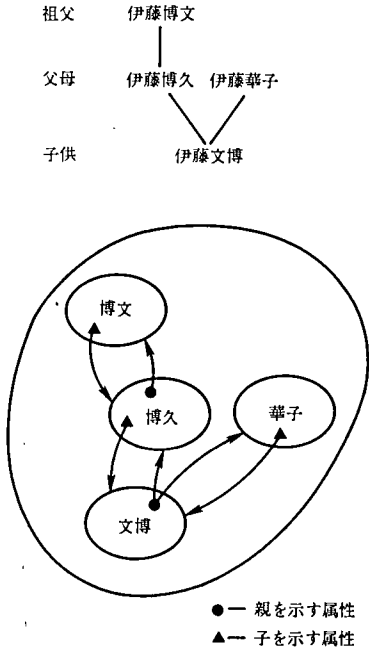 祖父 伊藤博文
父母 伊藤博久 伊藤華子
子供 伊藤文博
博文
博久 華子
文博
●— 親を示す属性
▲— 子を示す属性